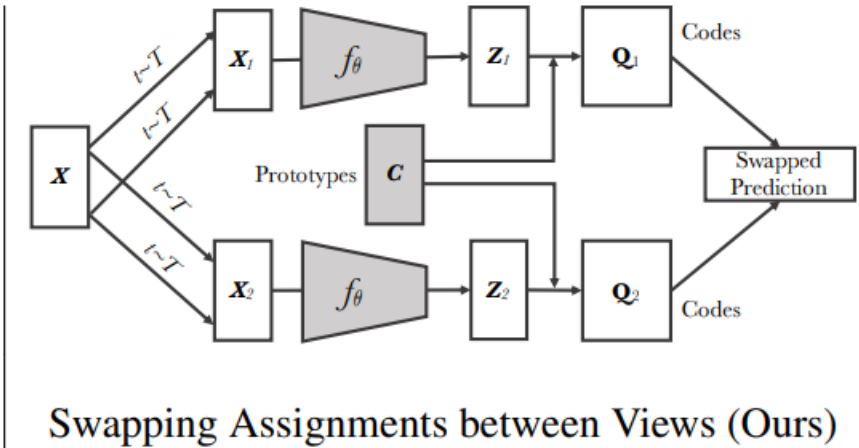 t~T
X1
fθ
Z1
Q1
Codes
t~T
X
Prototypes
C
Swapped
Prediction
t~T
t~T
X2
fθ
Z2
Q2
Codes
Swapping Assignments between Views (Ours)